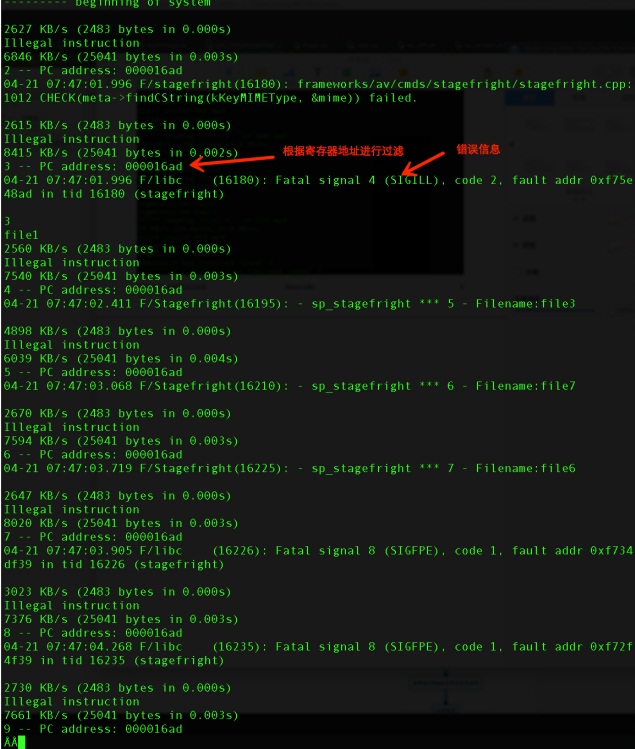 --------- beginning of system
2627 KB/s (2483 bytes in 0.000s)
Illegal instruction
6846 KB/s (25041 bytes in 0.003s)
2 -- PC address: 000016ad
04-21 07:47:01.996 F/stagefright(16180): frameworks/av/cmds/stagefright/stagefright.cpp:
1012 CHECK(meta->findCString(kKeyMIMEType, &mime)) failed.
2615 KB/s (2483 bytes in 0.000s)
Illegal instruction
8415 KB/s (25041 bytes in 0.002s)
根据寄存器地址进行过滤
错误信息
3 -- PC address: 000016ad
04-21 07:47:01.996 F/libc    (16180): Fatal signal 4 (SIGILL), code 2, fault addr 0xf75e
48ad in tid 16180 (stagefright)
3
file1
2560 KB/s (2483 bytes in 0.000s)
Illegal instruction
7540 KB/s (25041 bytes in 0.003s)
4 -- PC address: 000016ad
04-21 07:47:02.411 F/Stagefright(16195): - sp_stagefright *** 5 - Filename:file3
4898 KB/s (2483 bytes in 0.000s)
Illegal instruction
6039 KB/s (25041 bytes in 0.004s)
5 -- PC address: 000016ad
04-21 07:47:03.068 F/Stagefright(16210): - sp_stagefright *** 6 - Filename:file7
2670 KB/s (2483 bytes in 0.000s)
Illegal instruction
7594 KB/s (25041 bytes in 0.003s)
6 -- PC address: 000016ad
04-21 07:47:03.719 F/Stagefright(16225): - sp_stagefright *** 7 - Filename:file6
2647 KB/s (2483 bytes in 0.000s)
Illegal instruction
8020 KB/s (25041 bytes in 0.003s)
7 -- PC address: 000016ad
04-21 07:47:03.905 F/libc    (16226): Fatal signal 8 (SIGFPE), code 1, fault addr 0xf734
df39 in tid 16226 (stagefright)
3023 KB/s (2483 bytes in 0.000s)
Illegal instruction
7376 KB/s (25041 bytes in 0.003s)
8 -- PC address: 000016ad
04-21 07:47:04.268 F/libc    (16235): Fatal signal 8 (SIGFPE), code 1, fault addr 0xf72f
4f39 in tid 16235 (stagefright)
2730 KB/s (2483 bytes in 0.000s)
Illegal instruction
7661 KB/s (25041 bytes in 0.003s)
9 -- PC address: 000016ad